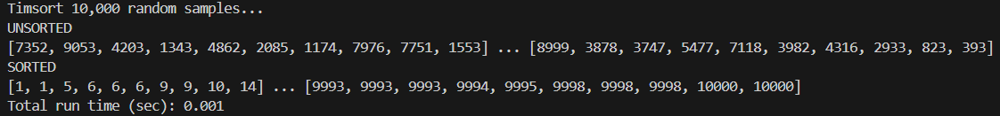 Timsort 10,000 random samples...
UNSORTED
[7352, 9053, 4203, 1343, 4862, 2085, 1174, 7976, 7751, 1553] ... [8999, 3878, 3747, 5477, 7118, 3982, 4316, 2933, 823, 393]
SORTED
[1, 1, 5, 6, 6, 6, 9, 9, 10, 14] ... [9993, 9993, 9993, 9994, 9995, 9998, 9998, 9998, 10000, 10000]
Total run time (sec): 0.001